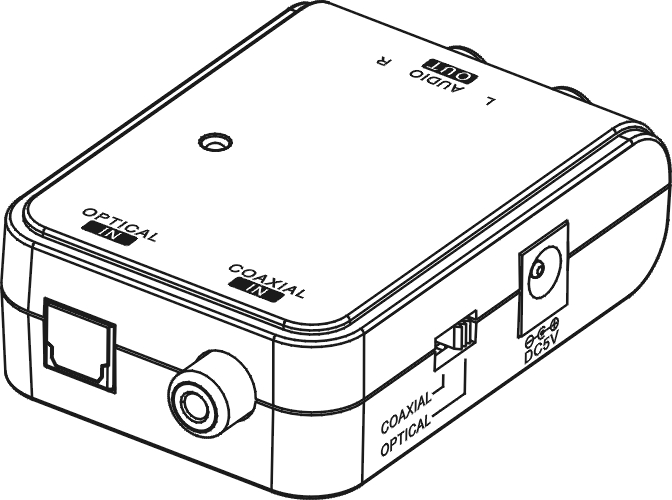 R
AUDIO
OUT
L
OPTICAL
IN
COAXIAL
IN
DC5V
COAXIAL
OPTICAL